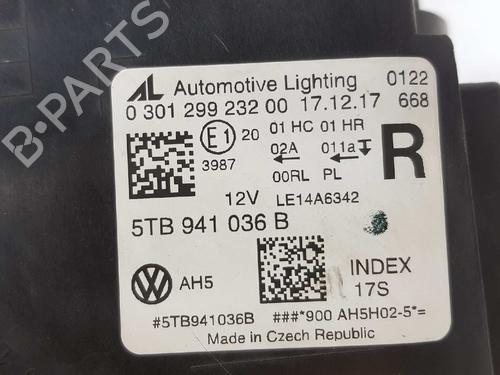 AL Automotive Lighting 0122
0 301 299 232 00 17.12.17 668
E1 20 01 HC 01 HR
3987 02A 011a R
00RL PL
12V LE14A6342
5TB 941 036 B
VW AH5 INDEX
17S
#5TB941036B ###*900 AH5H02-5*=
Made in Czech Republic
B-PARTS